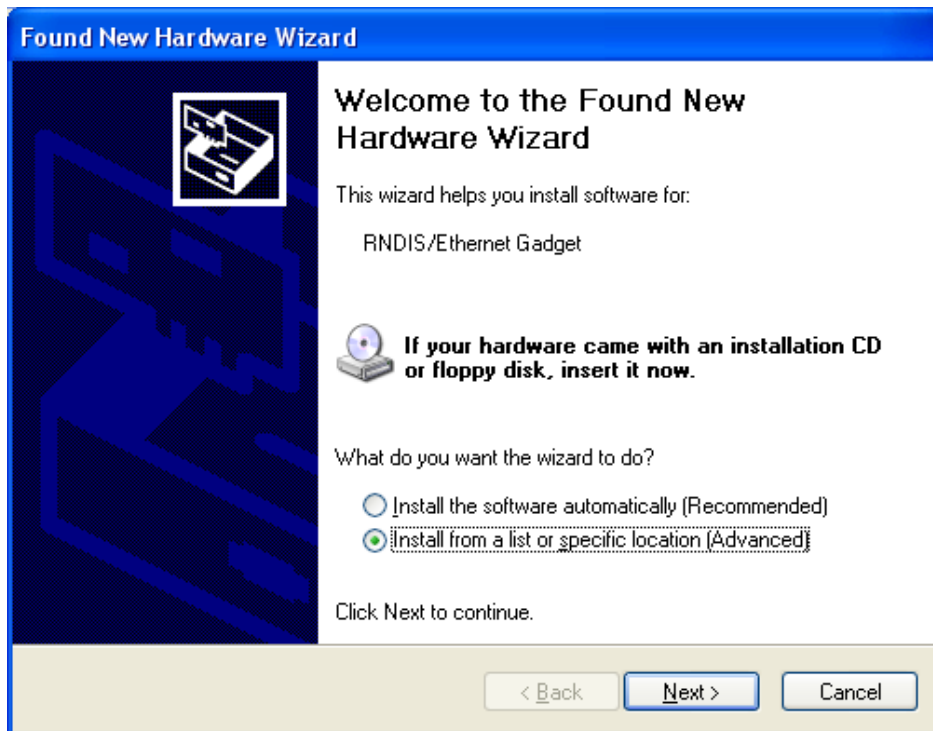 Found New Hardware Wizard
Welcome to the Found New
Hardware Wizard
This wizard helps you install software for:
RNDIS/Ethernet Gadget
If your hardware came with an installation CD
or floppy disk, insert it now.
What do you want the wizard to do?
Install the software automatically (Recommended)
Install from a list or specific location (Advanced)
Click Next to continue.
< Back
Next >
Cancel